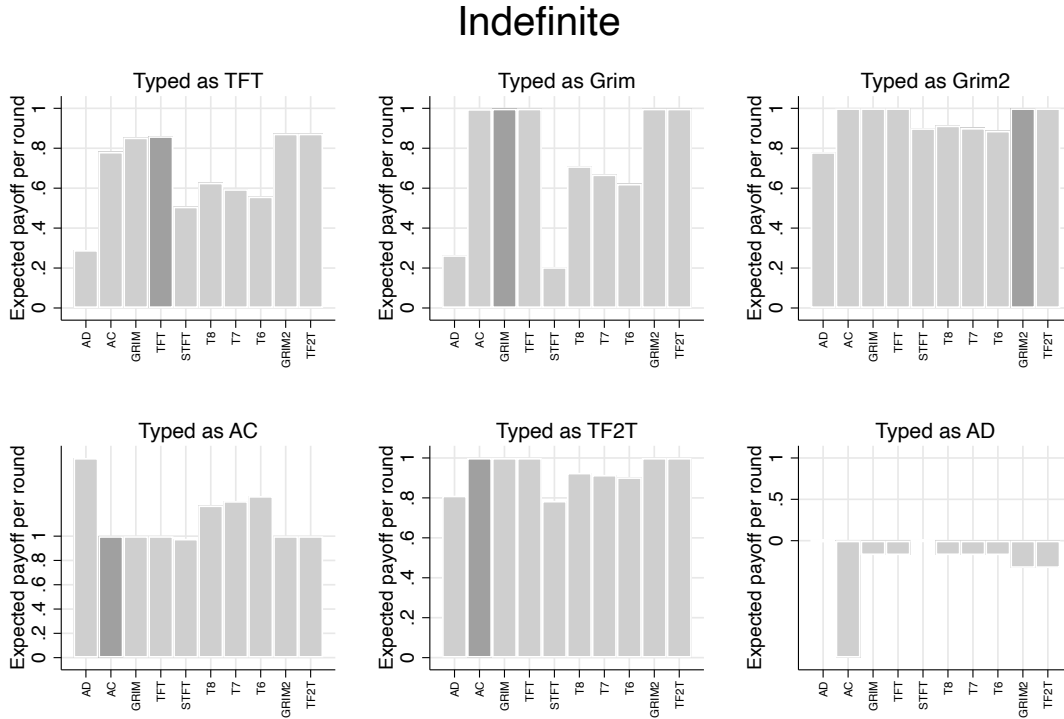 Indefinite
Typed as TFT
Expected payoff per round
0 .2 .4 .6 .8 1
AD AC GRIM TFT STFT T8 T7 T6 GRIM2 TF2T
Typed as Grim
Expected payoff per round
0 .2 .4 .6 .8 1
AD AC GRIM TFT STFT T8 T7 T6 GRIM2 TF2T
Typed as Grim2
Expected payoff per round
0 .2 .4 .6 .8 1
AD AC GRIM TFT STFT T8 T7 T6 GRIM2 TF2T
Typed as AC
Expected payoff per round
0 .2 .4 .6 .8 1
AD AC GRIM TFT STFT T8 T7 T6 GRIM2 TF2T
Typed as TF2T
Expected payoff per round
0 .2 .4 .6 .8 1
AD AC GRIM TFT STFT T8 T7 T6 GRIM2 TF2T
Typed as AD
Expected payoff per round
0 .5 1
AD AC GRIM TFT STFT T8 T7 T6 GRIM2 TF2T